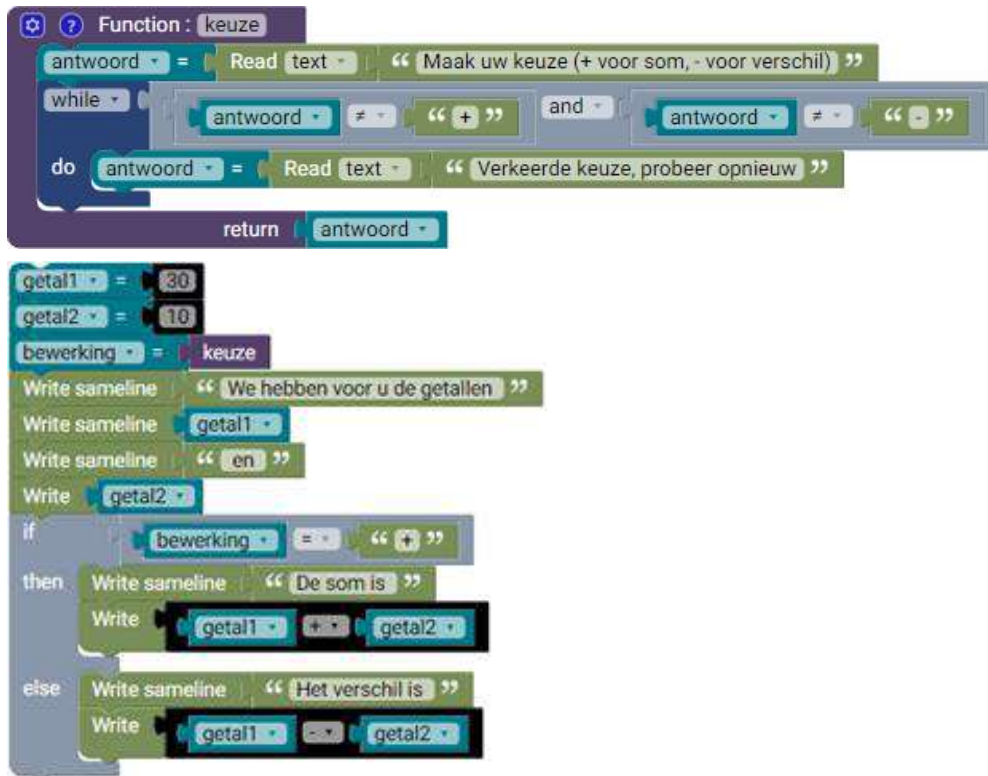 ? Function : keuze
antwoord = Read text “ Maak uw keuze (+ voor som, - voor verschil) ”
while antwoord ≠ “ + ” and antwoord ≠ “ - ”
do antwoord = Read text “ Verkeerde keuze, probeer opnieuw ”
return antwoord
getal1 = 30
getal2 = 10
bewerking = keuze
Write sameline “ We hebben voor u de getallen ”
Write sameline getal1
Write sameline “ en ”
Write getal2
if bewerking = “ + ”
then Write sameline “ De som is ”
Write getal1 + getal2
else Write sameline “ Het verschil is ”
Write getal1 - getal2